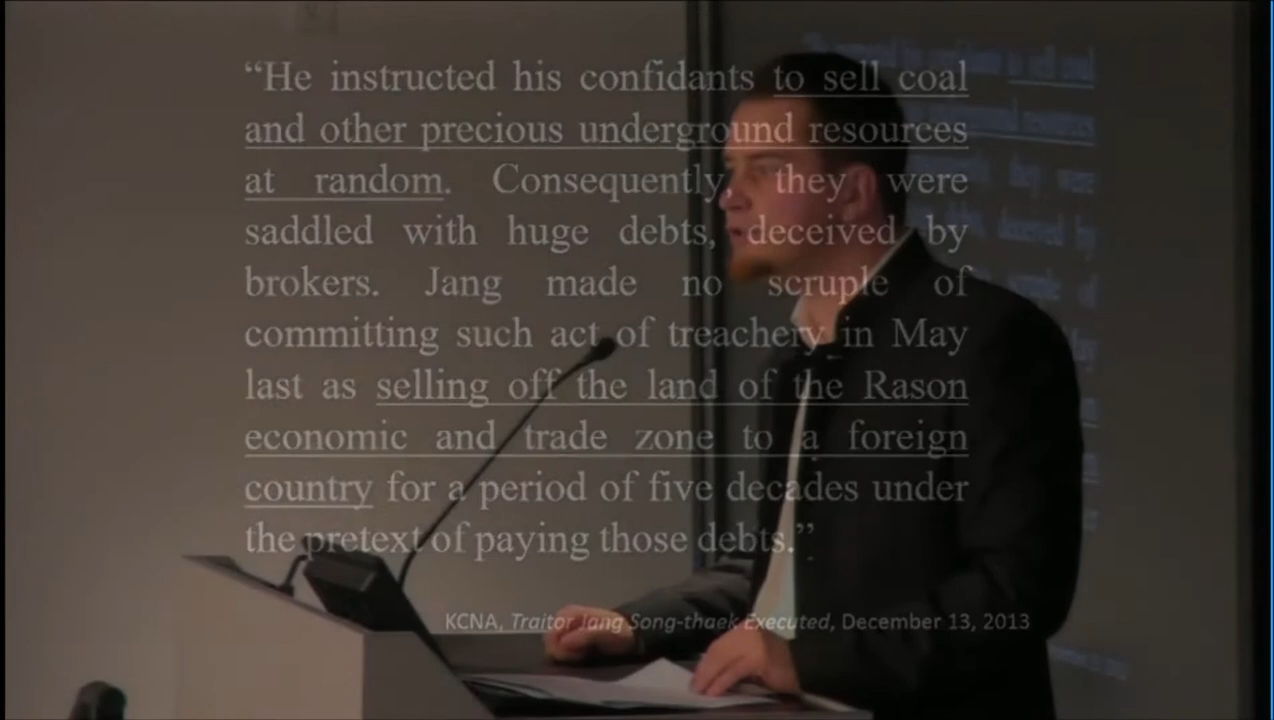 “He instructed his confidants to sell coal
and other precious underground resources
at random. Consequently, they were
saddled with huge debts, deceived by
brokers. Jang made no scruple of
committing such act of treachery in May
last as selling off the land of the Rason
economic and trade zone to a foreign
country for a period of five decades under
the pretext of paying those debts.”
KCNA, Traitor Jang Song-thaek Executed, December 13, 2013